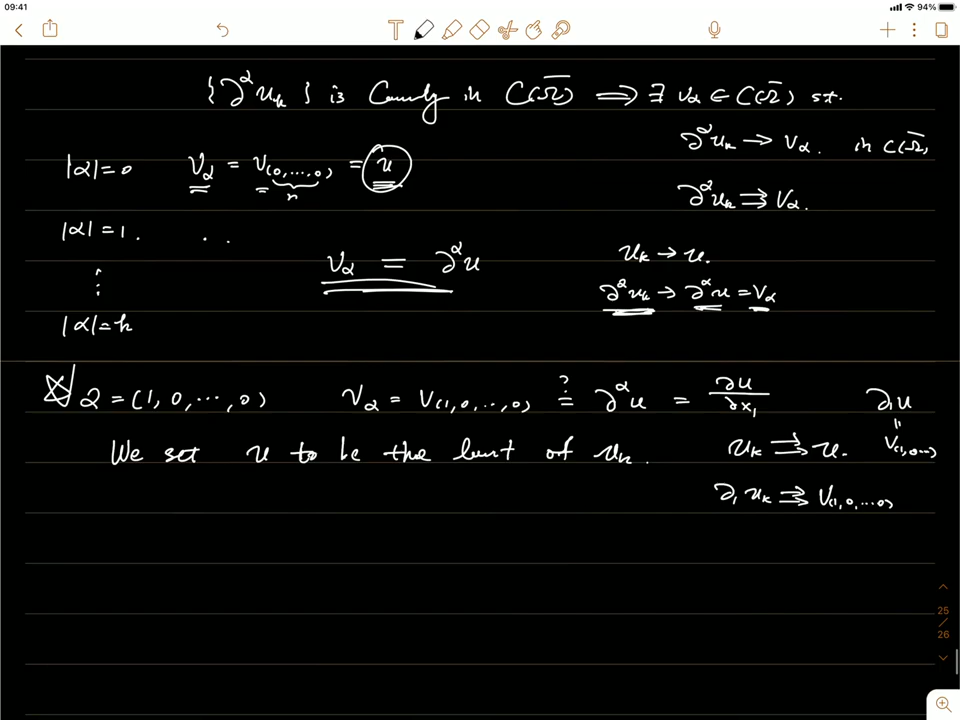 09:41
94%
{∂^α u_k} is Cauchy in C(Ω̄) ⟹ ∃ v_α ∈ C(Ω̄) st.
∂^α u_k → v_α. in C(Ω̄)
|α|=0 v_α = v_(0,...,0) = u
n
∂^α u_k ⇉ v_α.
|α|=1. . .
u_k → u.
v_α = ∂^α u
∂^α u_k → ∂^α u = v_α
⋮
|α|=k
α = (1,0,...,0) v_α = v_(1,0,...,0) ?= ∂^α u = ∂u/∂x_1 ∂_1 u
We set u to be the limit of u_k. u_k ⇉ u. = v_(1,0...)
∂_1 u_k ⇉ v_(1,0,...0)
25
/
26